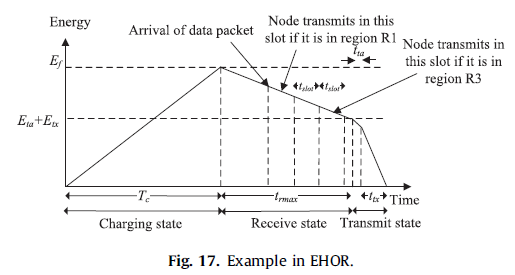 Energy
Arrival of data packet
Node transmits in this
slot if it is in region R1
Node transmits in
this slot if it is in
region R3
t_ta
E_f
t_slot t_slot
E_ta+E_tx
T_c
t_rmax
t_tx
Time
Charging state
Receive state
Transmit state
Fig. 17. Example in EHOR.